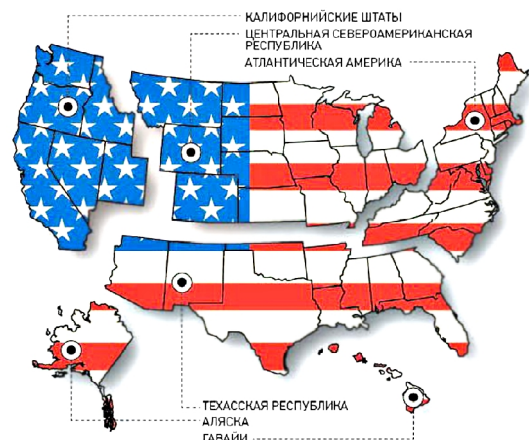 КАЛИФОРНИЙСКИЕ ШТАТЫ
ЦЕНТРАЛЬНАЯ СЕВЕРОАМЕРИКАНСКАЯ
РЕСПУБЛИКА
АТЛАНТИЧЕСКАЯ АМЕРИКА
ТЕХАССКАЯ РЕСПУБЛИКА
АЛЯСКА
ГАВАЙИ